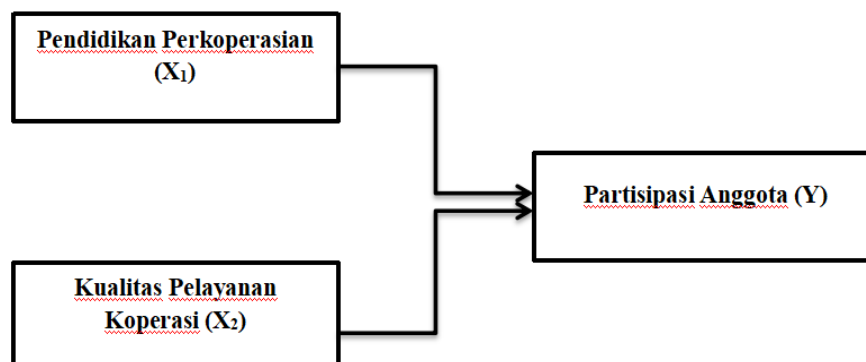 Pendidikan Perkoperasian
(X₁)
Partisipasi Anggota (Y)
Kualitas Pelayanan
Koperasi (X₂)